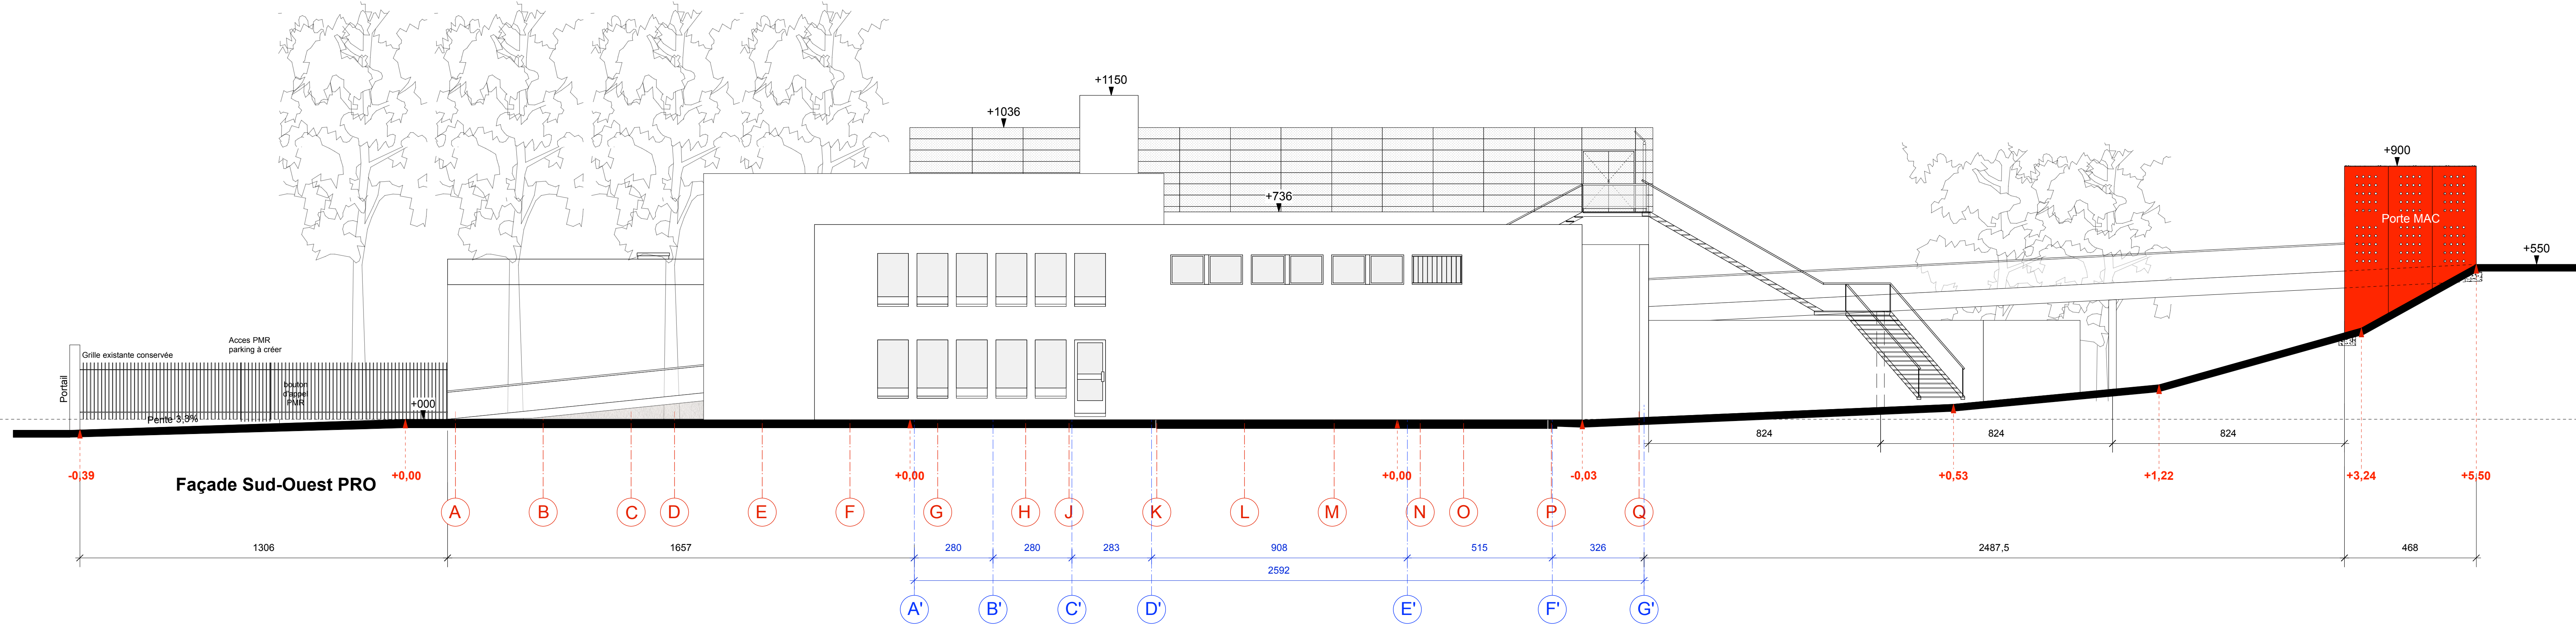 +1150
+1036
+900
+736
Porte MAC
+550
Acces PMR
parking à créer
Grille existante conservée
Portail
bouton
d'appel
PMR
+000
Pente 3,3%
824
824
824
-0,39
+0,00
+0,00
+0,00
-0,03
+0,53
+1,22
+3,24
+5,50
Façade Sud-Ouest PRO
A
B
C
D
E
F
G
H
J
K
L
M
N
O
P
Q
1306
1657
280
280
283
908
515
326
2487,5
468
2592
A'
B'
C'
D'
E'
F'
G'